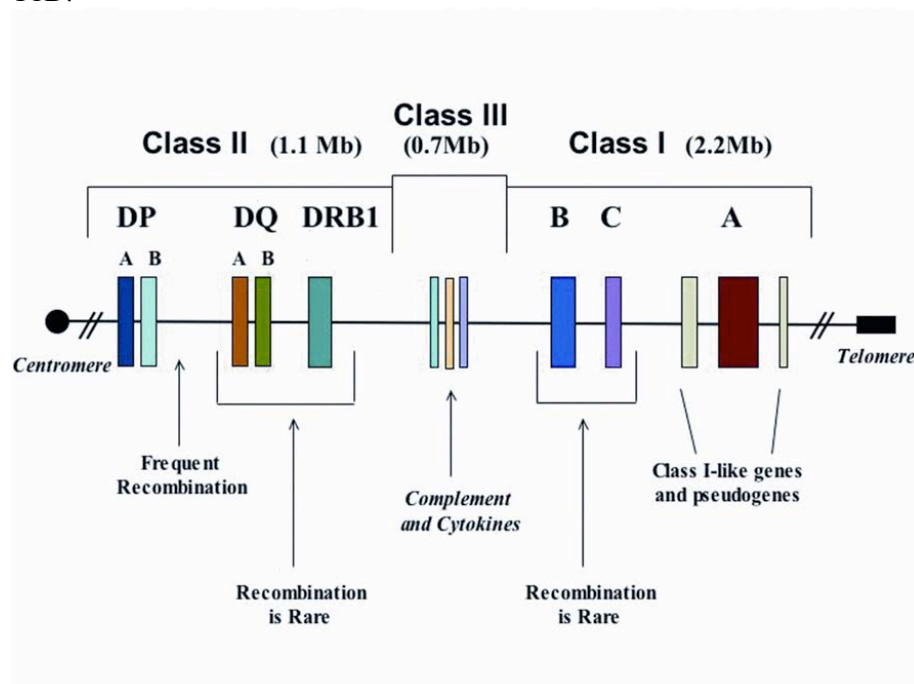 Class II (1.1 Mb)
Class III
(0.7Mb)
Class I (2.2Mb)
DP
DQ
DRB1
B
C
A
A B
A B
Centromere
Telomere
Frequent
Recombination
Complement
and Cytokines
Class I-like genes
and pseudogenes
Recombination
is Rare
Recombination
is Rare